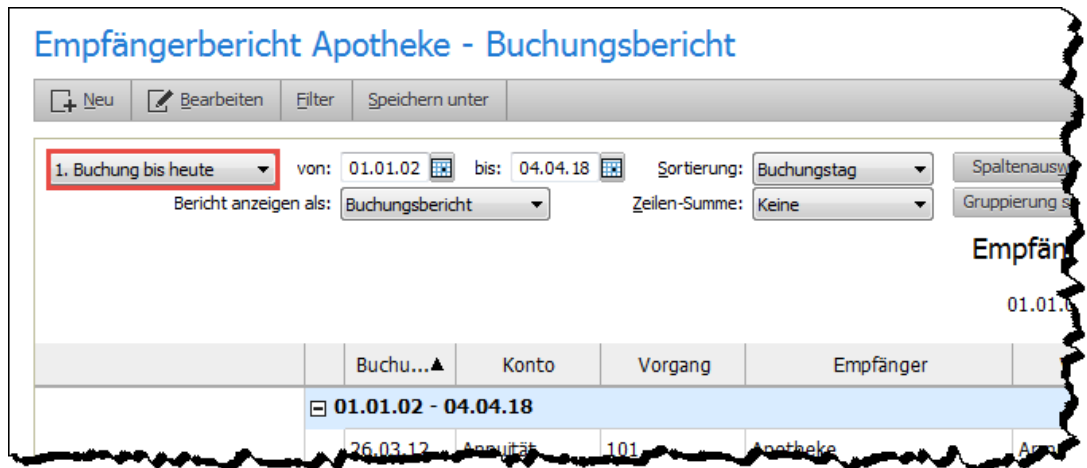 Empfängerbericht Apotheke - Buchungsbericht
Neu Bearbeiten Filter Speichern unter
1. Buchung bis heute von: 01.01.02 bis: 04.04.18 Sortierung: Buchungstag
Bericht anzeigen als: Buchungsbericht Zeilen-Summe: Keine Gruppierung
Buchu... Konto Vorgang Empfänger
01.01.02 - 04.04.18
26.03.12 Annuität 101 Apotheke